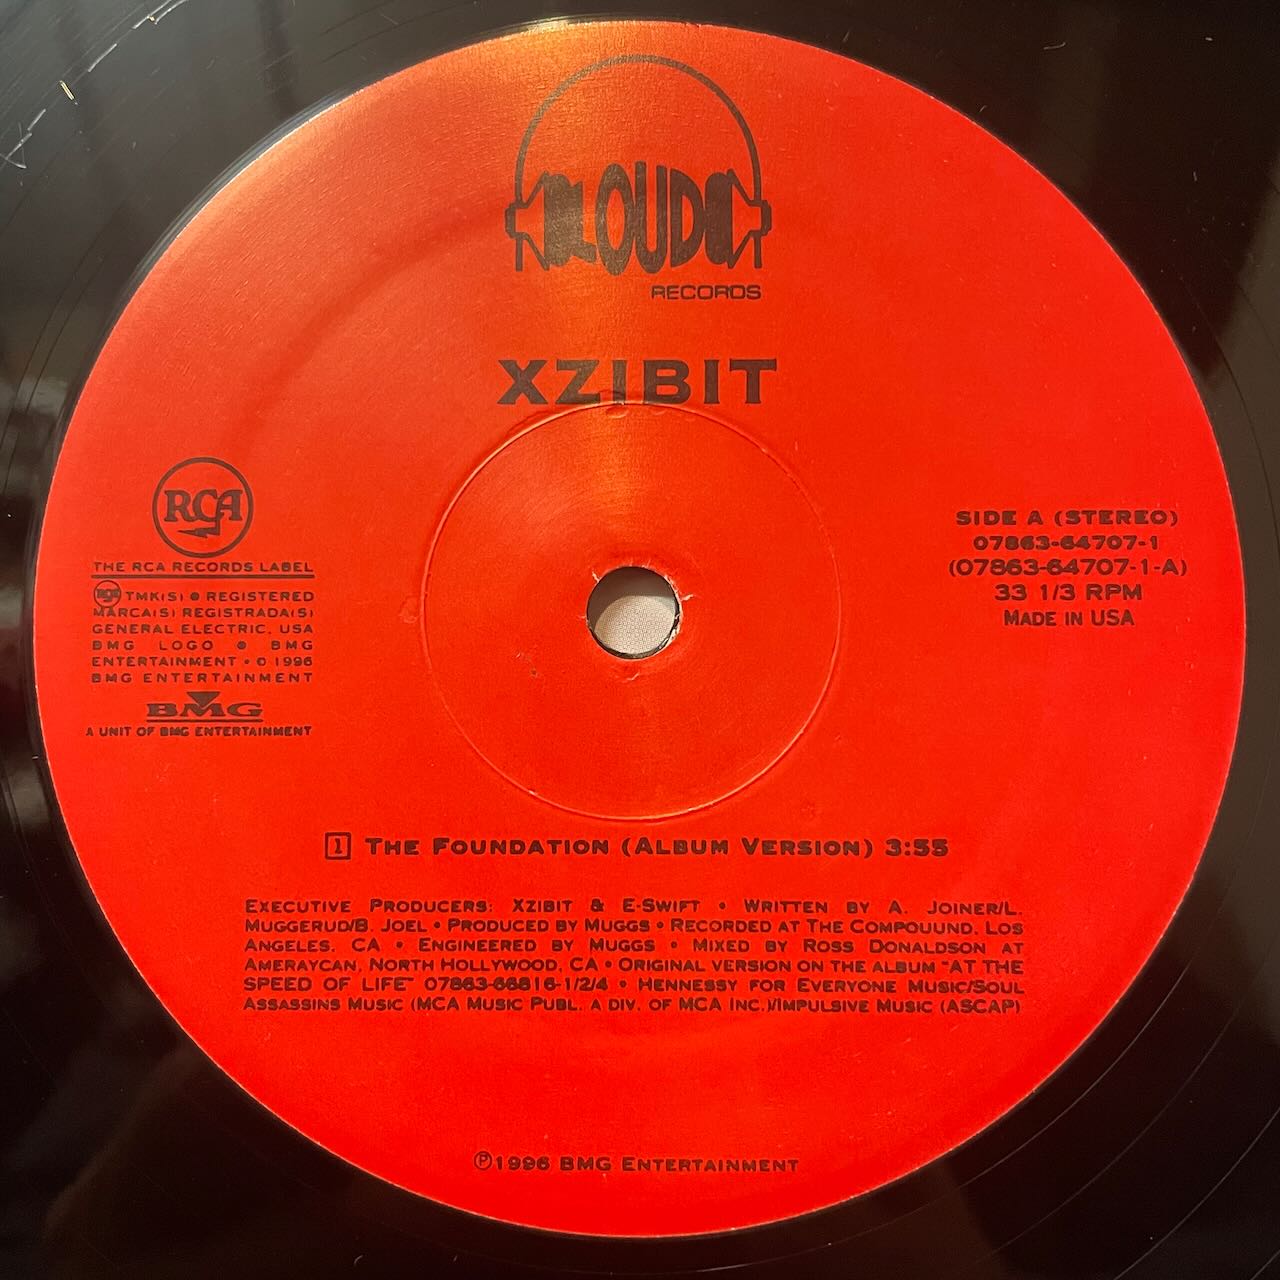 LOUD
RECORDS
XZIBIT
RCA
THE RCA RECORDS LABEL
RCA TMK(S) ® REGISTERED
MARCA(S) REGISTRADA(S)
GENERAL ELECTRIC, USA
BMG LOGO ® BMG
ENTERTAINMENT • © 1996
BMG ENTERTAINMENT
BMG
A UNIT OF BMG ENTERTAINMENT
SIDE A (STEREO)
07863-64707-1
(07863-64707-1-A)
33 1/3 RPM
MADE IN USA
1 THE FOUNDATION (ALBUM VERSION) 3:55
EXECUTIVE PRODUCERS: XZIBIT & E-SWIFT • WRITTEN BY A. JOINER/L.
MUGGERUD/B. JOEL • PRODUCED BY MUGGS • RECORDED AT THE COMPOUUND, LOS
ANGELES, CA • ENGINEERED BY MUGGS • MIXED BY ROSS DONALDSON AT
AMERAYCAN, NORTH HOLLYWOOD, CA • ORIGINAL VERSION ON THE ALBUM "AT THE
SPEED OF LIFE" 07863-66816-1/2/4 • HENNESSY FOR EVERYONE MUSIC/SOUL
ASSASSINS MUSIC (MCA MUSIC PUBL. A DIV. OF MCA INC.)/IMPULSIVE MUSIC (ASCAP)
℗1996 BMG ENTERTAINMENT